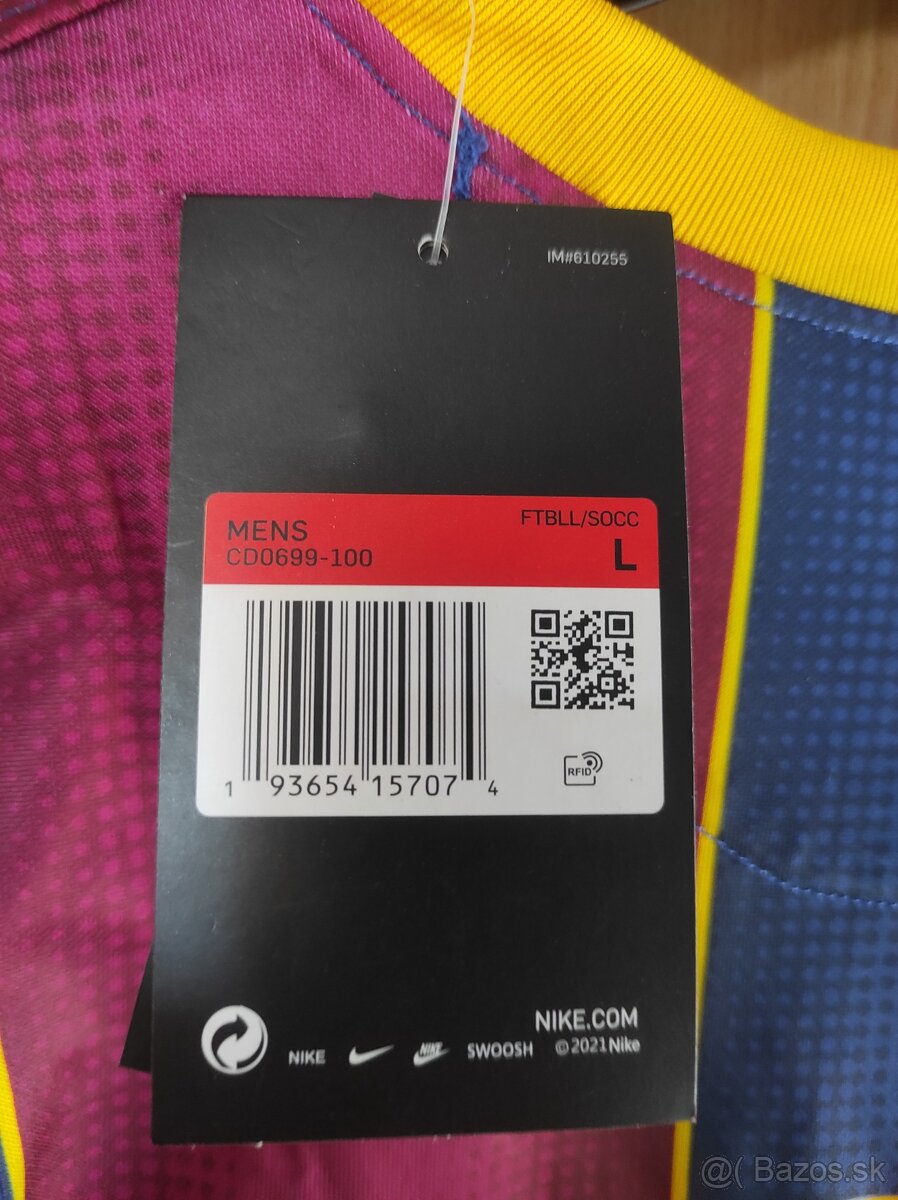 IM#610255
MENS
FTBLL/SOCC
CD0699-100
L
1 93654 15707 4
RFID
NIKE.COM
NIKE NIKE SWOOSH ©2021 Nike
@( Bazos.sk